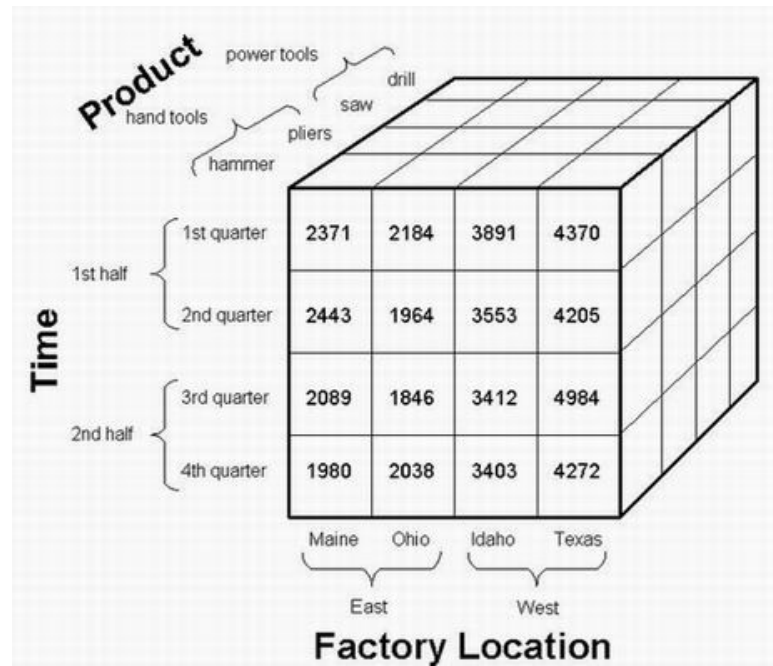 Product
power tools
drill
saw
hand tools
pliers
hammer
Time
1st half
1st quarter 2371 2184 3891 4370
2nd quarter 2443 1964 3553 4205
2nd half
3rd quarter 2089 1846 3412 4984
4th quarter 1980 2038 3403 4272
Maine Ohio Idaho Texas
East West
Factory Location